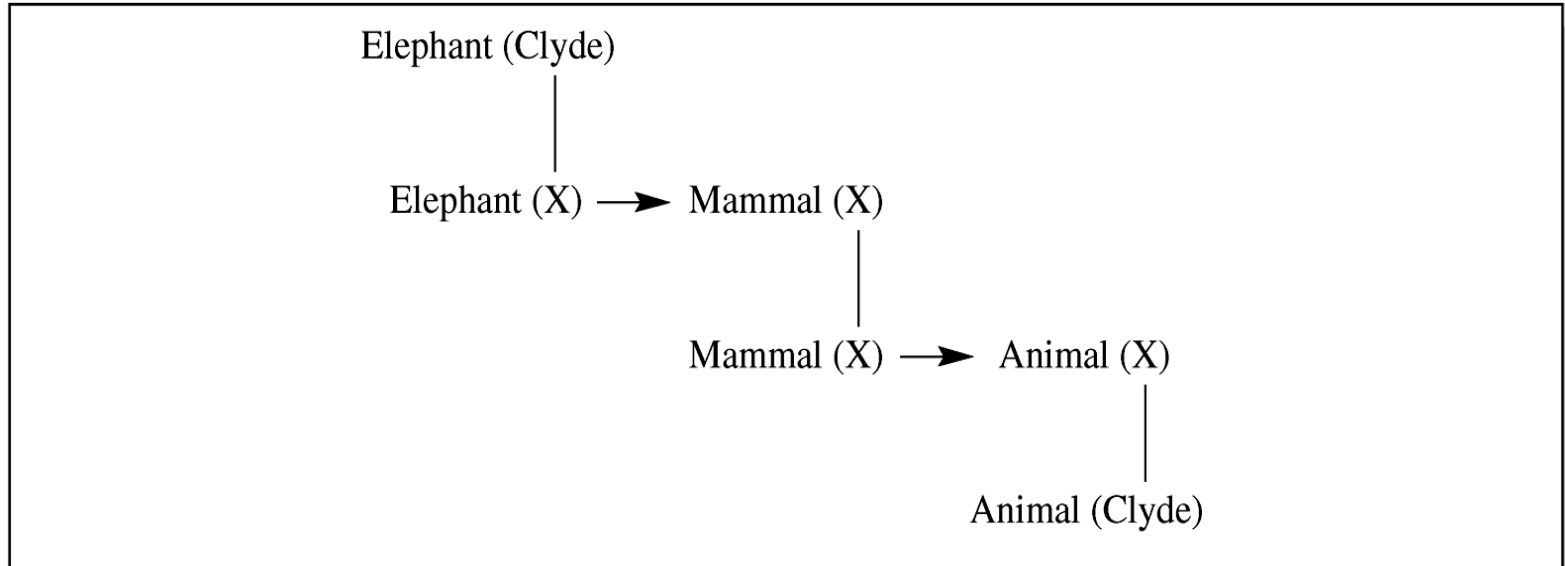 Elephant (Clyde)
Elephant (X) → Mammal (X)
Mammal (X) → Animal (X)
Animal (Clyde)